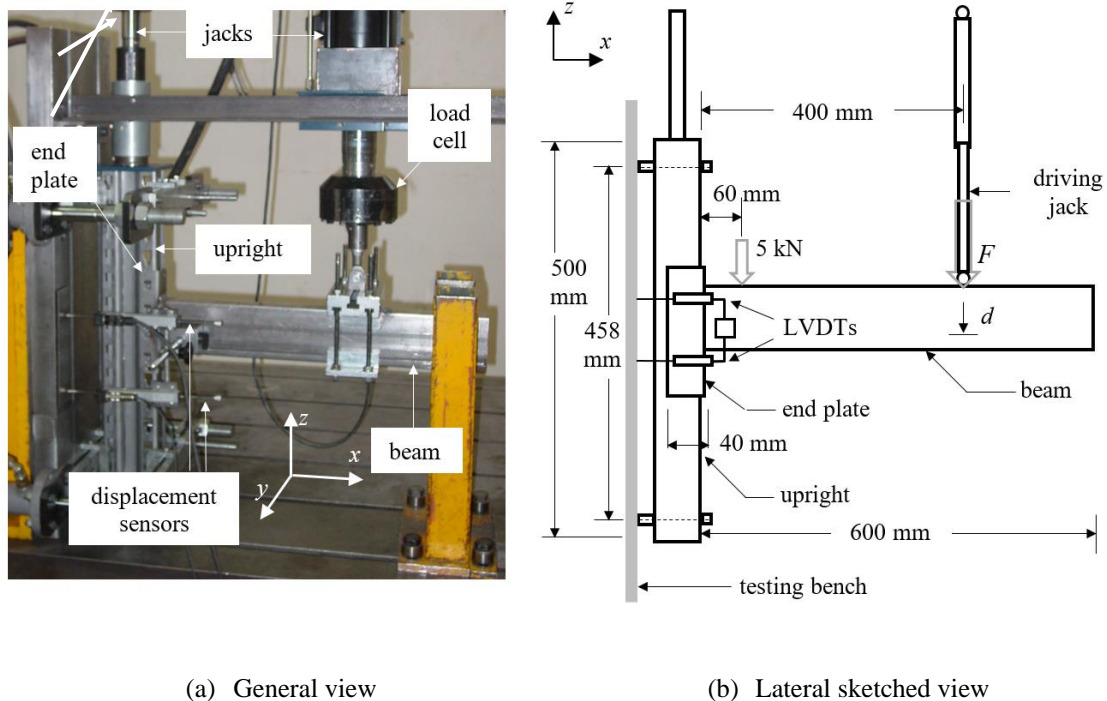 jacks
load
cell
end
plate
upright
z
x
y
beam
displacement
sensors
z
x
400 mm
60 mm
driving
jack
5 kN
F
500
mm
458
mm
d
LVDTs
beam
end plate
40 mm
upright
600 mm
testing bench
(a) General view
(b) Lateral sketched view